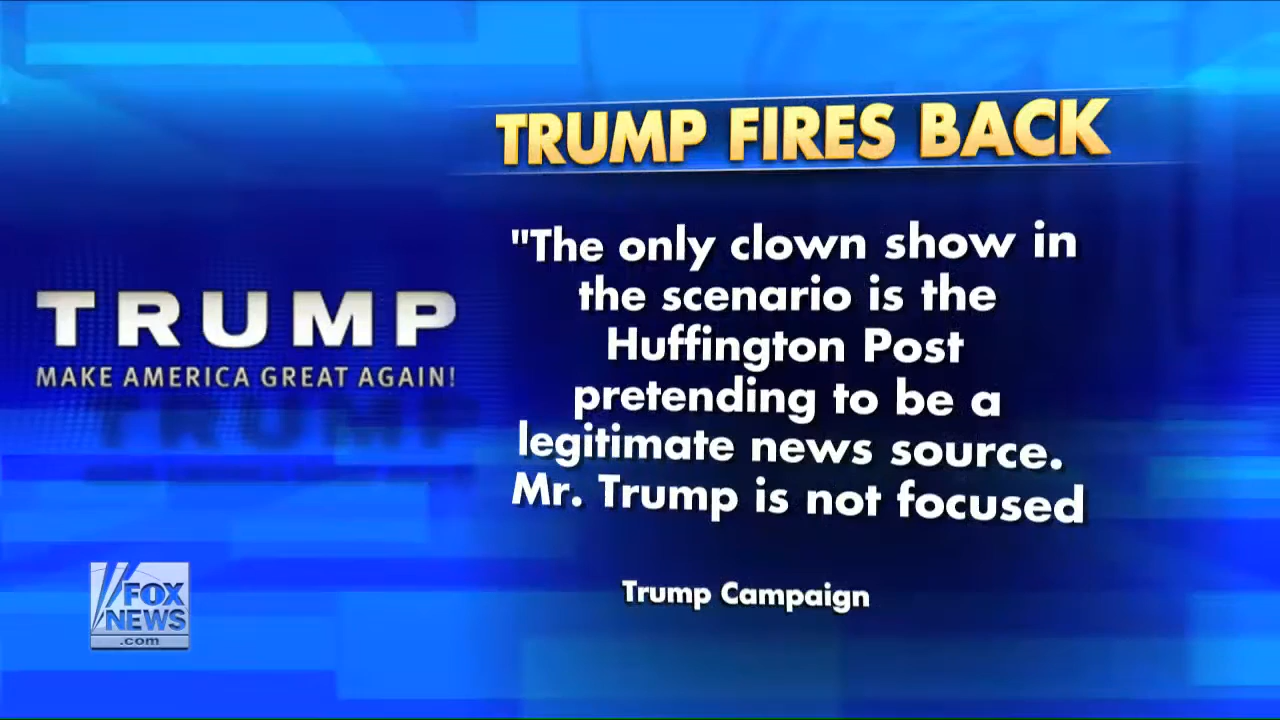 TRUMP FIRES BACK
"The only clown show in
the scenario is the
Huffington Post
pretending to be a
legitimate news source.
Mr. Trump is not focused
Trump Campaign
TRUMP
MAKE AMERICA GREAT AGAIN!
TRUMP
FOX
NEWS
.com